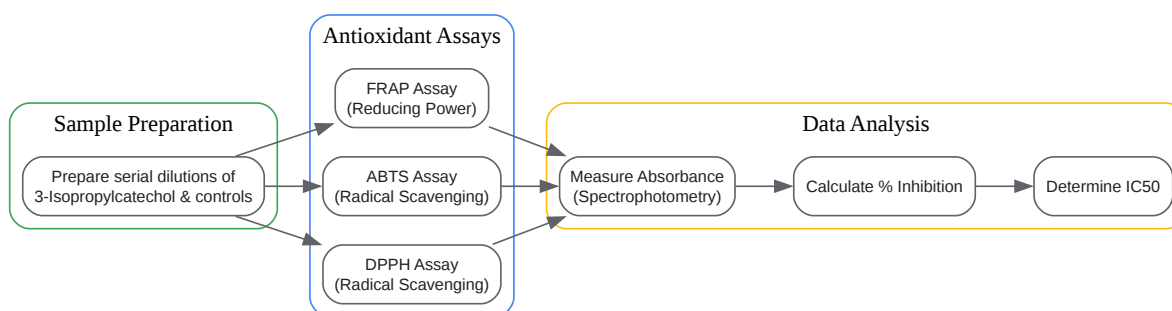 Sample Preparation
Prepare serial dilutions of
3-Isopropylcatechol & controls
Antioxidant Assays
FRAP Assay
(Reducing Power)
ABTS Assay
(Radical Scavenging)
DPPH Assay
(Radical Scavenging)
Data Analysis
Measure Absorbance
(Spectrophotometry)
Calculate % Inhibition
Determine IC50